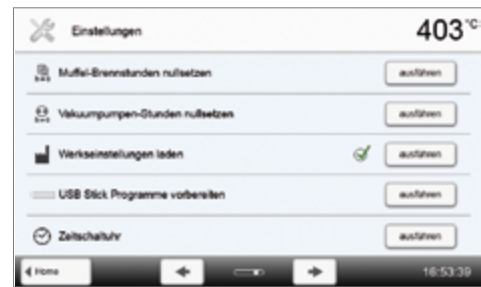 Einstellungen
403°C
Muffel-Brennstunden nullsetzen
ausführen
Vakuumpumpen-Stunden nullsetzen
ausführen
Werkseinstellungen laden
ausführen
USB Stick Programme vorbereiten
ausführen
Zeitschaltuhr
ausführen
Home
16:53:39